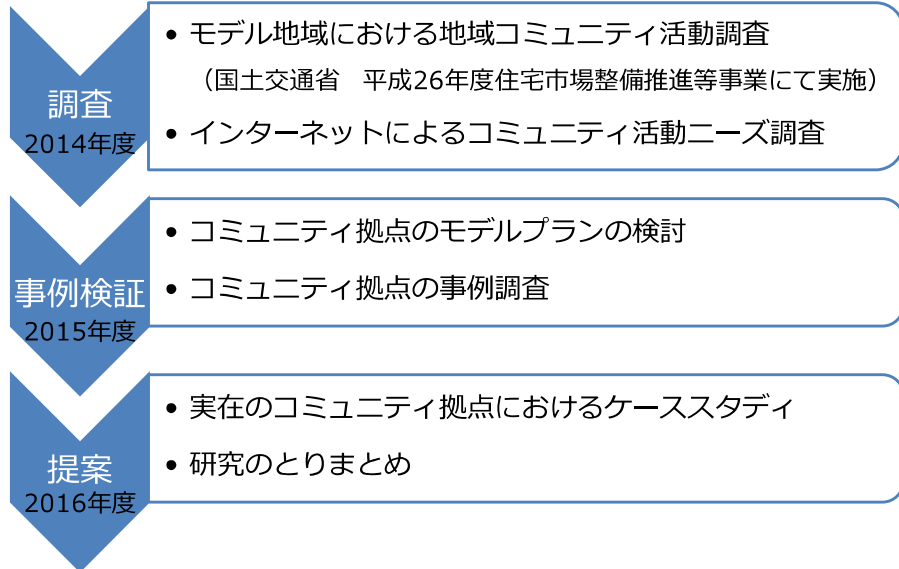 調査
2014年度
• モデル地域における地域コミュニティ活動調査
（国土交通省　平成26年度住宅市場整備推進等事業にて実施）
• インターネットによるコミュニティ活動ニーズ調査
事例検証
2015年度
• コミュニティ拠点のモデルプランの検討
• コミュニティ拠点の事例調査
提案
2016年度
• 実在のコミュニティ拠点におけるケーススタディ
• 研究のとりまとめ